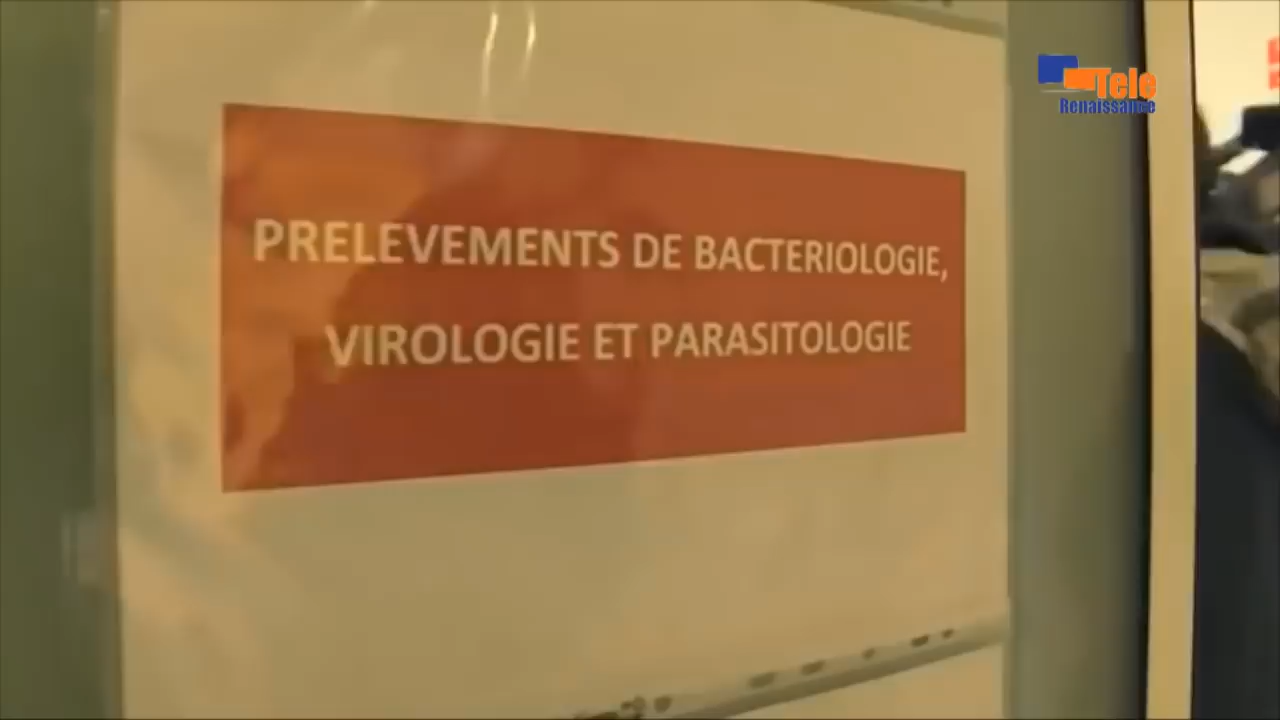 Tele
Renaissance
PRELEVEMENTS DE BACTERIOLOGIE,
VIROLOGIE ET PARASITOLOGIE